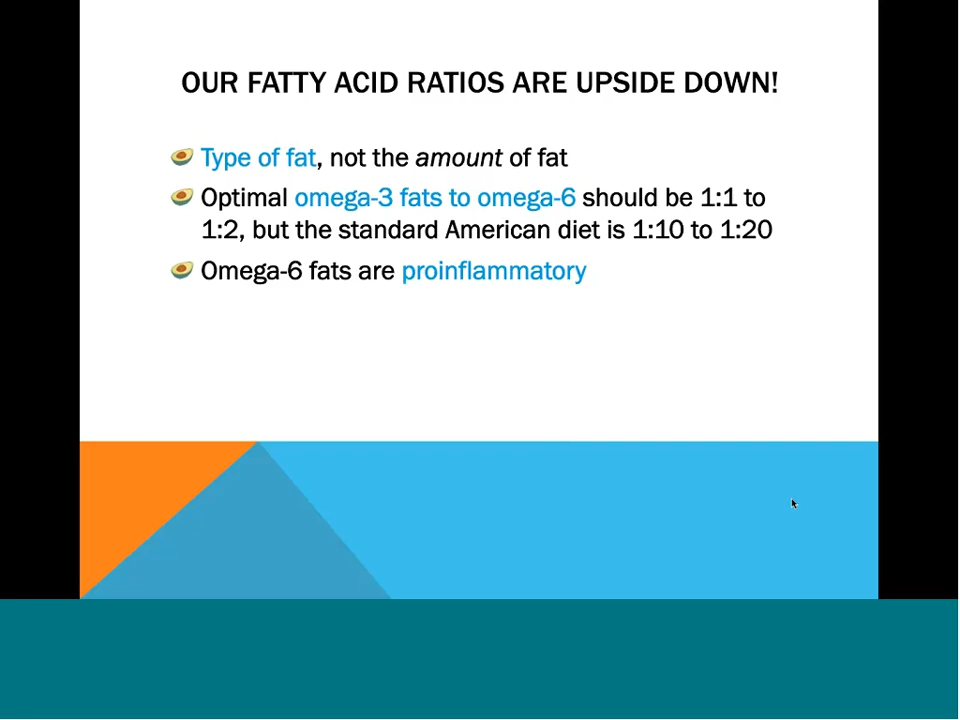 OUR FATTY ACID RATIOS ARE UPSIDE DOWN!
Type of fat, not the amount of fat
Optimal omega-3 fats to omega-6 should be 1:1 to
1:2, but the standard American diet is 1:10 to 1:20
Omega-6 fats are proinflammatory